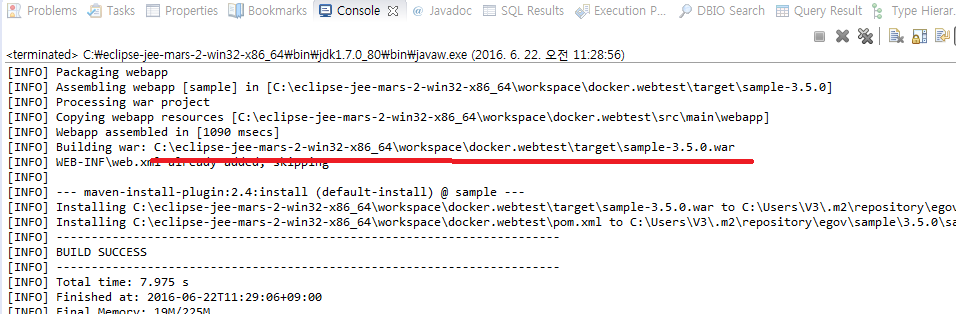 Problems Tasks Properties Bookmarks Console Javadoc SQL Results Execution P... DBIO Search Query Result Type Hierar.
<terminated> C:₩eclipse-jee-mars-2-win32-x86_64₩bin₩jdk1.7.0_80₩bin₩javaw.exe (2016. 6. 22. 오전 11:28:56)
[INFO] Packaging webapp
[INFO] Assembling webapp [sample] in [C:\eclipse-jee-mars-2-win32-x86_64\workspace\docker.webtest\target\sample-3.5.0]
[INFO] Processing war project
[INFO] Copying webapp resources [C:\eclipse-jee-mars-2-win32-x86_64\workspace\docker.webtest\src\main\webapp]
[INFO] Webapp assembled in [1090 msecs]
[INFO] Building war: C:\eclipse-jee-mars-2-win32-x86_64\workspace\docker.webtest\target\sample-3.5.0.war
[INFO] WEB-INF\web.xml already added, skipping
[INFO]
[INFO] --- maven-install-plugin:2.4:install (default-install) @ sample ---
[INFO] Installing C:\eclipse-jee-mars-2-win32-x86_64\workspace\docker.webtest\target\sample-3.5.0.war to C:\Users\V3\.m2\repository\egov
[INFO] Installing C:\eclipse-jee-mars-2-win32-x86_64\workspace\docker.webtest\pom.xml to C:\Users\V3\.m2\repository\egov\sample\3.5.0\sa
[INFO] ------------------------------------------------------------------------
[INFO] BUILD SUCCESS
[INFO] ------------------------------------------------------------------------
[INFO] Total time: 7.975 s
[INFO] Finished at: 2016-06-22T11:29:06+09:00
[INFO] Final Memory: 19M/225M